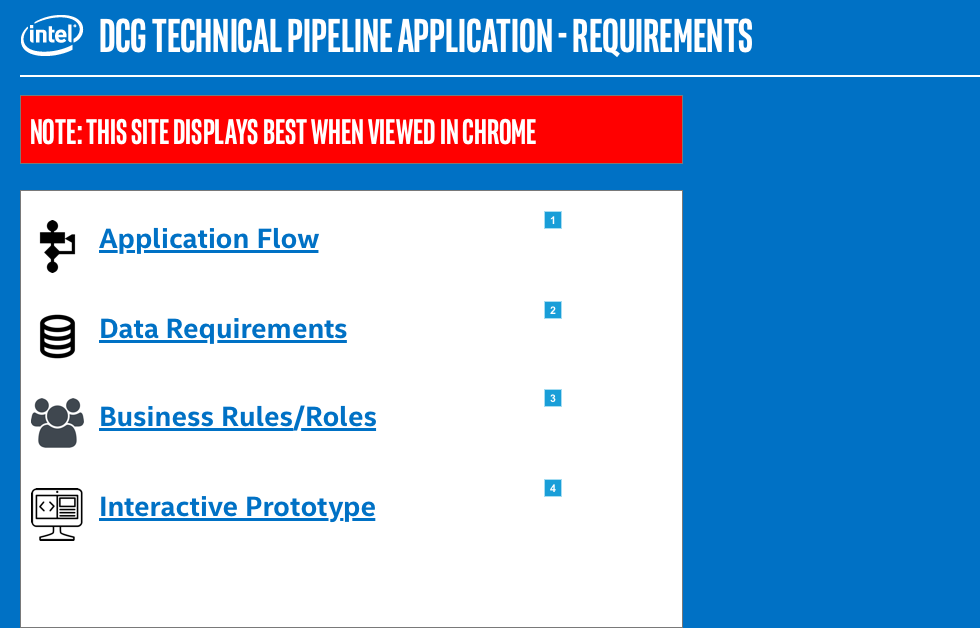 intel
DCG TECHNICAL PIPELINE APPLICATION - REQUIREMENTS
NOTE: THIS SITE DISPLAYS BEST WHEN VIEWED IN CHROME
Application Flow 1
Data Requirements 2
Business Rules/Roles 3
Interactive Prototype 4